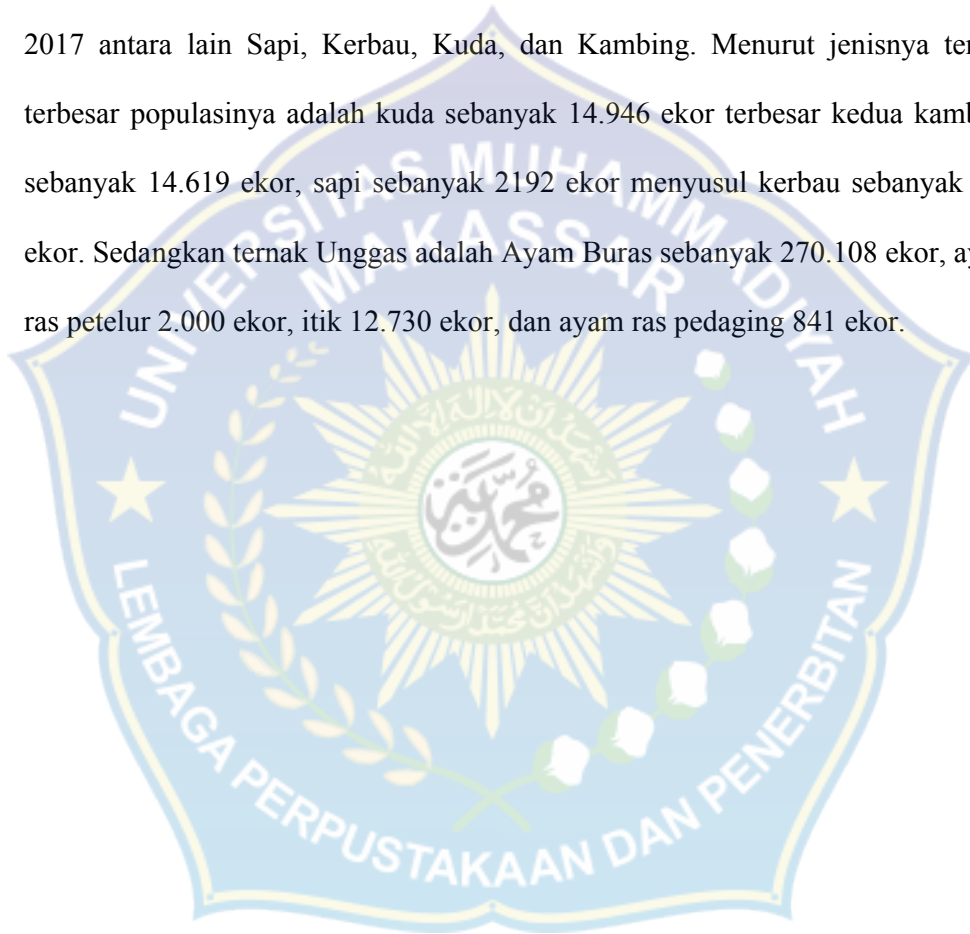 2017 antara lain Sapi, Kerbau, Kuda, dan Kambing. Menurut jenisnya
terbesar populasinya adalah kuda sebanyak 14.946 ekor terbesar kedua
sebanyak 14.619 ekor, sapi sebanyak 2192 ekor menyusul kerbau sebanyak
ekor. Sedangkan ternak Unggas adalah Ayam Buras sebanyak 270.108 ekor,
ras petelur 2.000 ekor, itik 12.730 ekor, dan ayam ras pedaging 841 ekor.
UNIVERSITAS MUHAMMADIYAH
MAKASSAR
LEMBAGA PERPUSTAKAAN DAN PENERBITAN